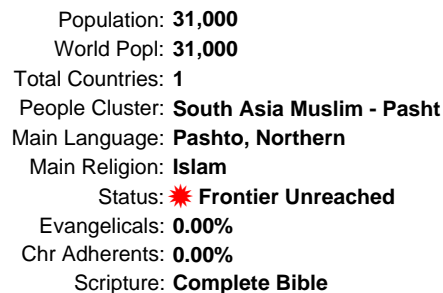 Population: 31,000
World Popl: 31,000
Total Countries: 1
People Cluster: South Asia Muslim - Pasht
Main Language: Pashto, Northern
Main Religion: Islam
Status: Frontier Unreached
Evangelicals: 0.00%
Chr Adherents: 0.00%
Scripture: Complete Bible